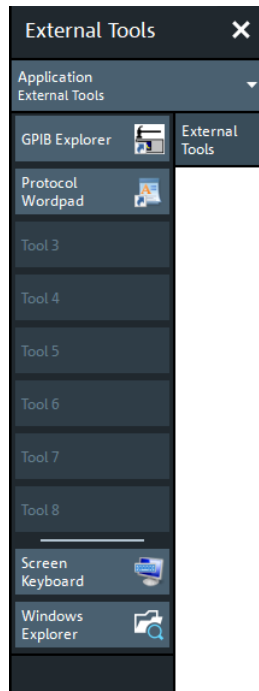 External Tools
Application
External Tools
GPIB Explorer
External
Tools
Protocol
Wordpad
Tool 3
Tool 4
Tool 5
Tool 6
Tool 7
Tool 8
Screen
Keyboard
Windows
Explorer